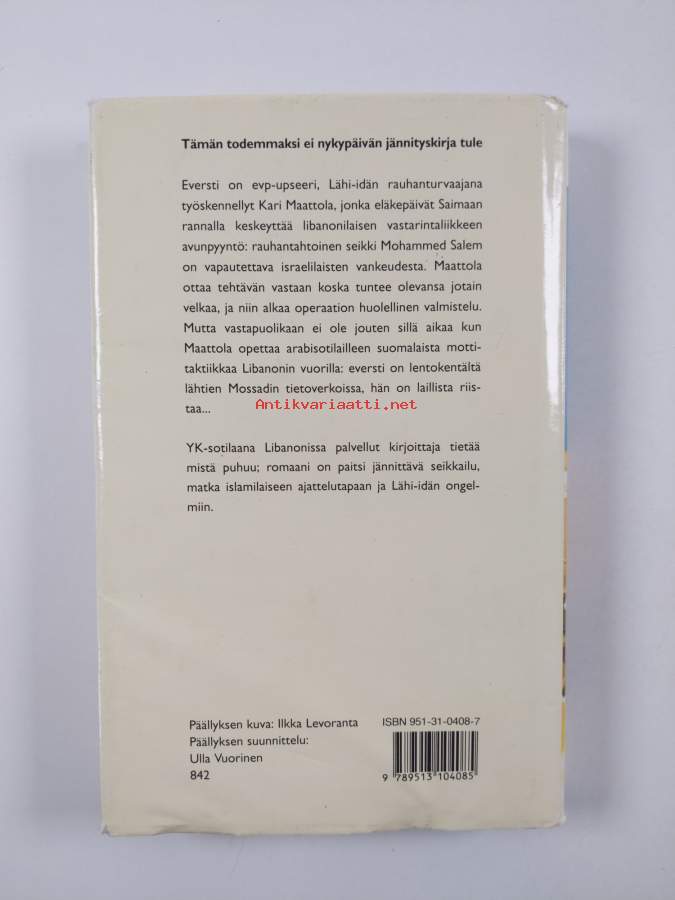 Tämän todemmaksi ei nykypäivän jännityskirja tule
Eversti on evp-upseeri, Lähi-idän rauhanturvaajana
työskennellyt Kari Maattola, jonka eläkepäivät Saimaan
rannalla keskeyttää libanonilaisen vastarintaliikkeen
avunpyyntö: rauhantahtoinen seikki Mohammed Salem
on vapautettava israelilaisten vankeudesta. Maattola
ottaa tehtävän vastaan koska tuntee olevansa jotain
velkaa, ja niin alkaa operaation huolellinen valmistelu.
Mutta vastapuolikaan ei ole jouten sillä aikaa kun
Maattola opettaa arabisotilailleen suomalaista motti-
taktiikkaa Libanonin vuorilla: eversti on lentokentältä
lähtien Mossadin tietoverkoissa, hän on laillista riis-
taa...
Antikvariaatti.net
YK-sotilaana Libanonissa palvellut kirjoittaja tietää
mistä puhuu; romaani on paitsi jännittävä seikkailu,
matka islamilaiseen ajattelutapaan ja Lähi-idän ongel-
miin.
Päällyksen kuva: Ilkka Levoranta
Päällyksen suunnittelu:
Ulla Vuorinen
842
ISBN 951-31-0408-7
9 789513 104085